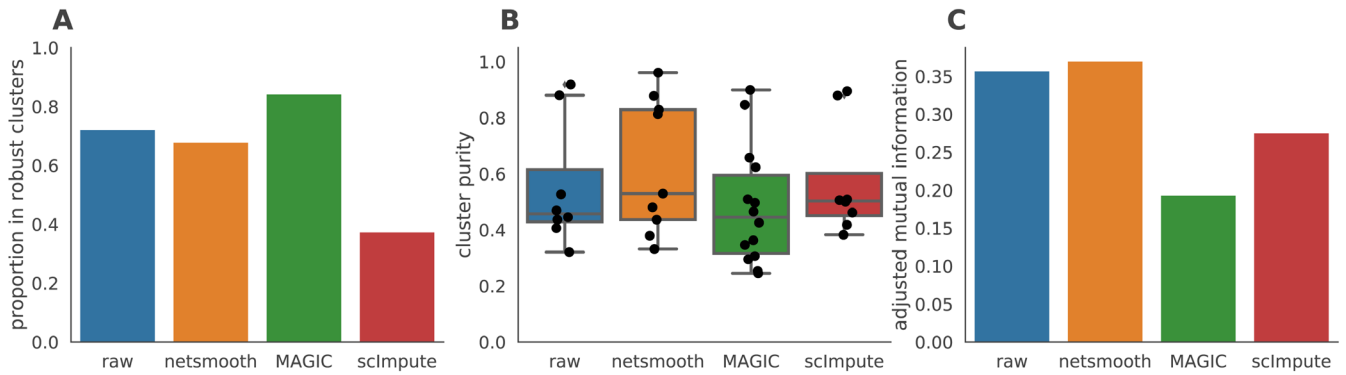 A
proportion in robust clusters
1.0
0.8
0.6
0.4
0.2
0.0
raw netsmooth MAGIC scImpute
B
cluster purity
1.0
0.8
0.6
0.4
0.2
0.0
raw netsmooth MAGIC scImpute
C
adjusted mutual information
0.35
0.30
0.25
0.20
0.15
0.10
0.05
0.00
raw netsmooth MAGIC scImpute